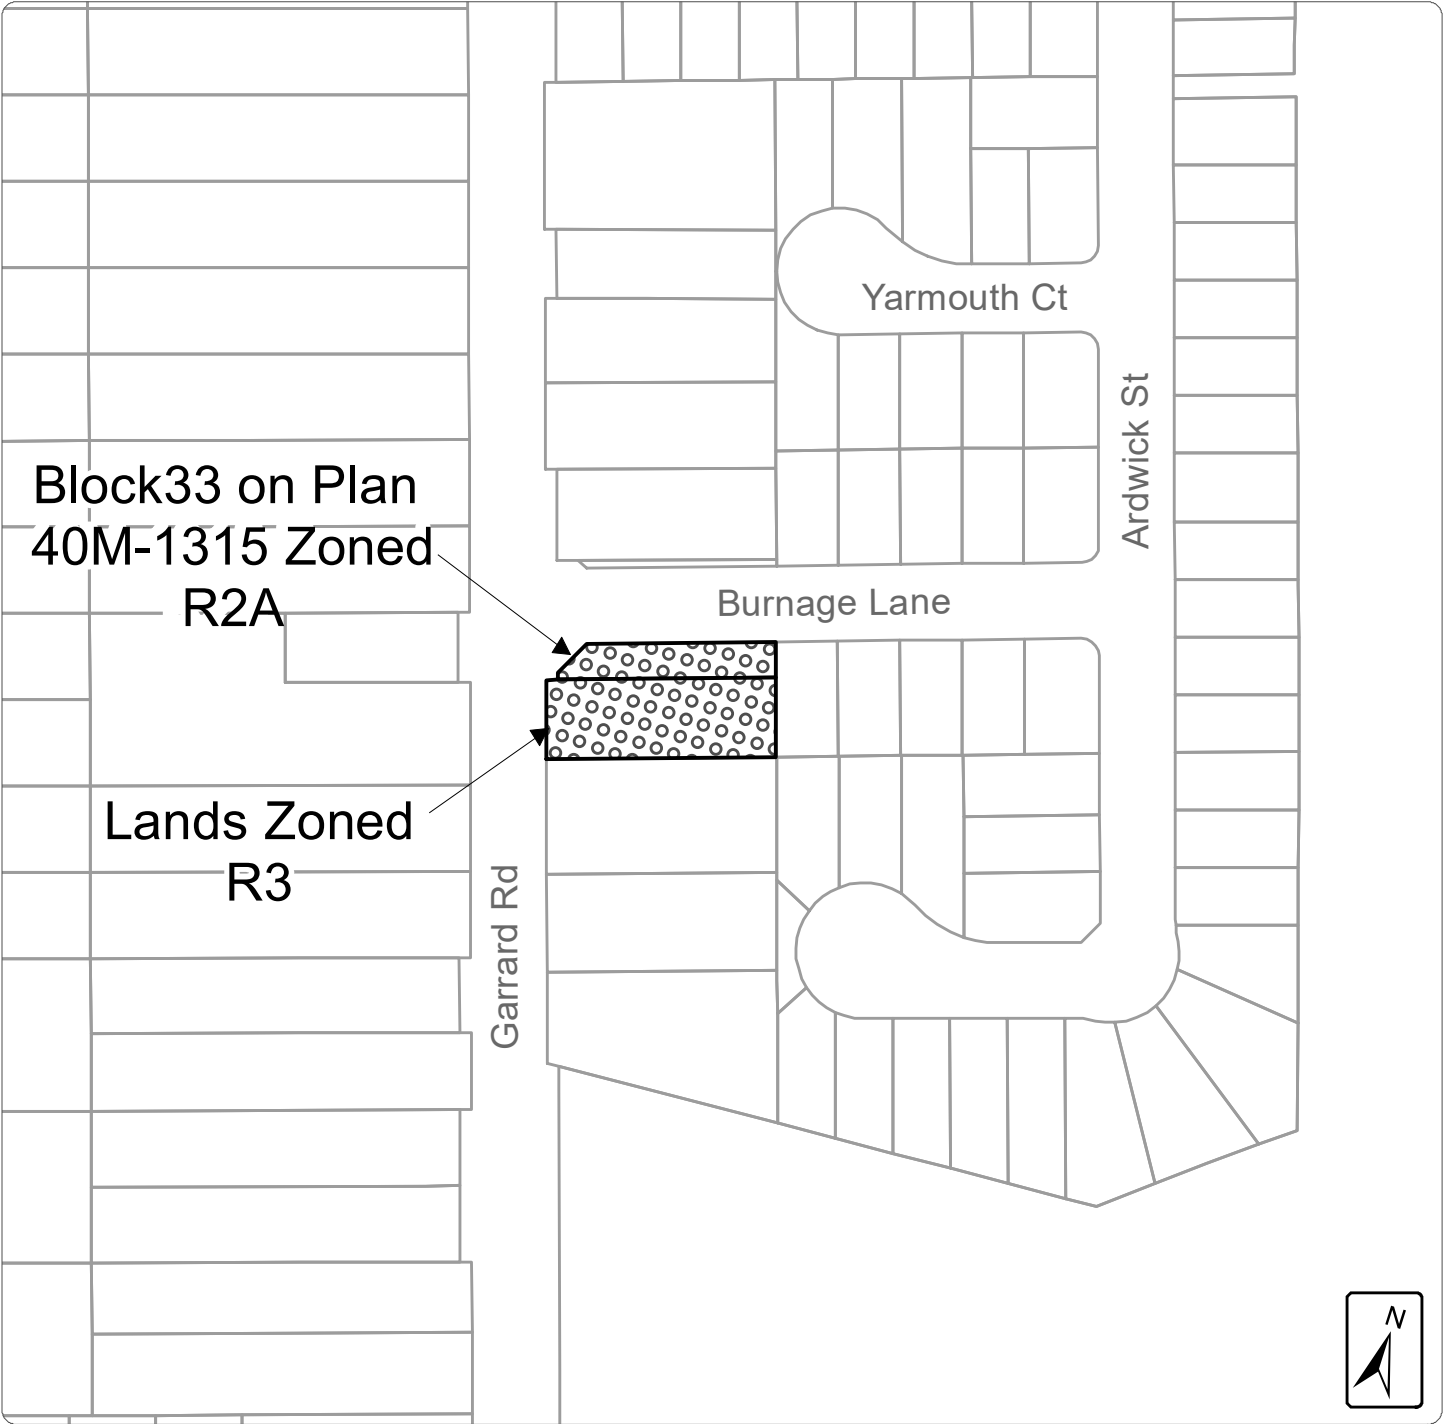 Yarmouth Ct
Ardwick St
Block33 on Plan
40M-1315 Zoned
R2A
Burnage Lane
Lands Zoned
R3
Garrard Rd
N